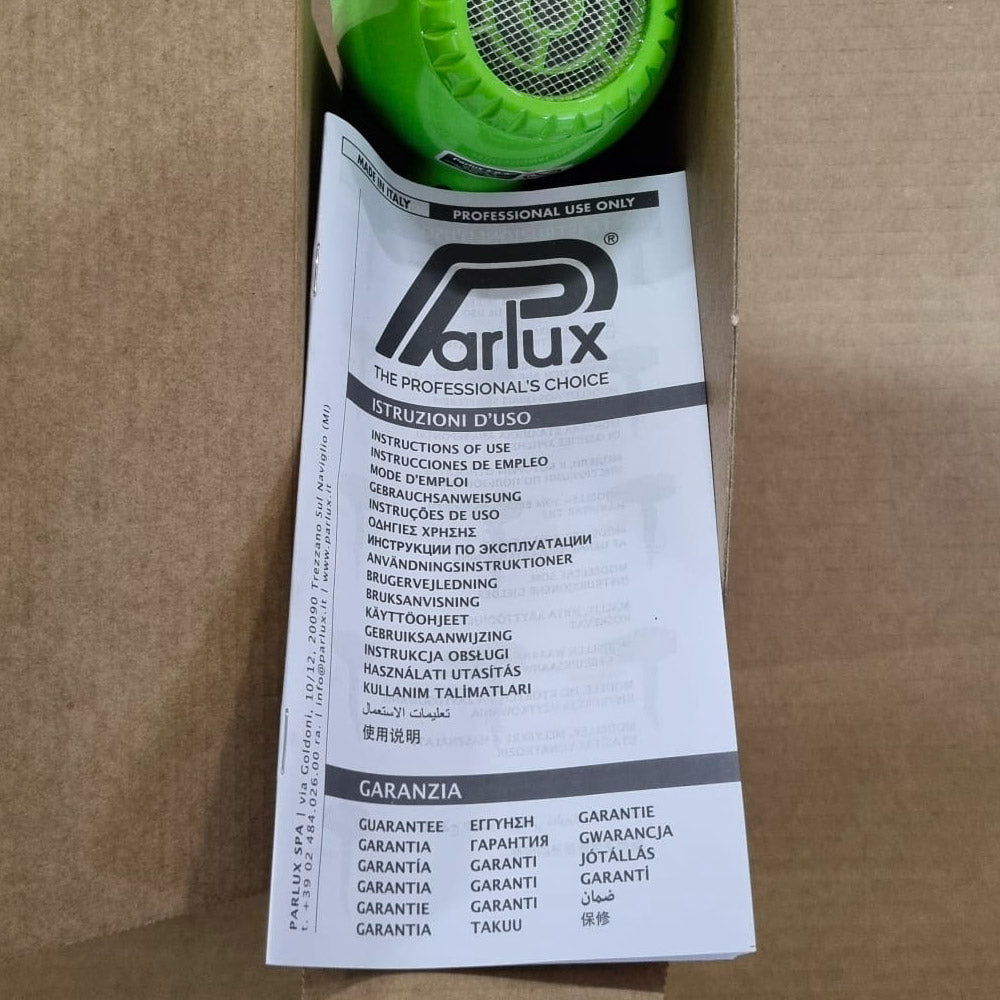 MADE IN ITALY
PROFESSIONAL USE ONLY
Parlux®
THE PROFESSIONAL'S CHOICE
ISTRUZIONI D'USO
INSTRUCTIONS OF USE
INSTRUCCIONES DE EMPLEO
MODE D'EMPLOI
GEBRAUCHSANWEISUNG
INSTRUÇÕES DE USO
ΟΔΗΓΙΕΣ ΧΡΗΣΗΣ
ИНСТРУКЦИИ ПО ЭКСПЛУАТАЦИИ
ANVÄNDNINGSINSTRUKTIONER
BRUGERVEJLEDNING
BRUKSANVISNING
KÄYTTÖOHJEET
GEBRUIKSAANWIJZING
INSTRUKCJA OBSŁUGI
HASZNÁLATI UTASÍTÁS
KULLANIM TALİMATLARI
تعليمات الاستعمال
使用说明
GARANZIA
GUARANTEE
GARANTIA
GARANTÍA
GARANTIA
GARANTIE
GARANTIA
ΕΓΓΥΗΣΗ
ГАРАНТИЯ
GARANTI
GARANTI
GARANTI
TAKUU
GARANTIE
GWARANCJA
JÓTÁLLÁS
GARANTİ
ضمان
保修
PARLUX SPA | via Goldoni, 10/12, 20090 Trezzano Sul Naviglio (MI)
t. +39 02 484.026.00 ra. | info@parlux.it | www.parlux.it